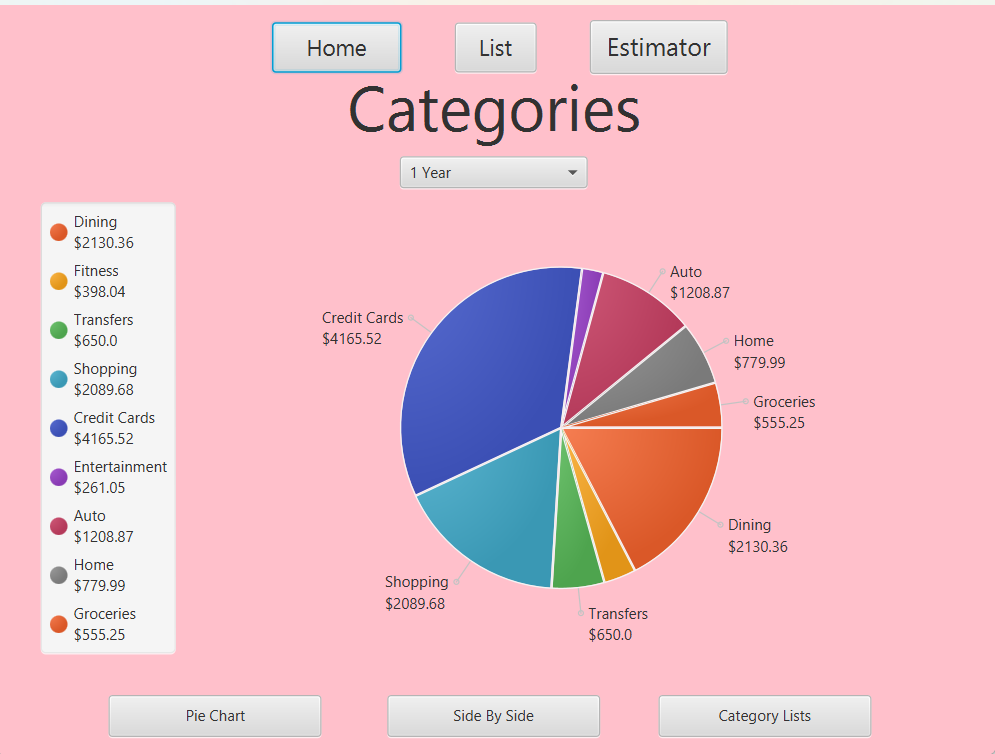 Home
List
Estimator
Categories
1 Year
Dining
$2130.36
Fitness
$398.04
Transfers
$650.0
Shopping
$2089.68
Credit Cards
$4165.52
Entertainment
$261.05
Auto
$1208.87
Home
$779.99
Groceries
$555.25
Auto
$1208.87
Credit Cards
$4165.52
Home
$779.99
Groceries
$555.25
Dining
$2130.36
Shopping
$2089.68
Transfers
$650.0
Pie Chart
Side By Side
Category Lists